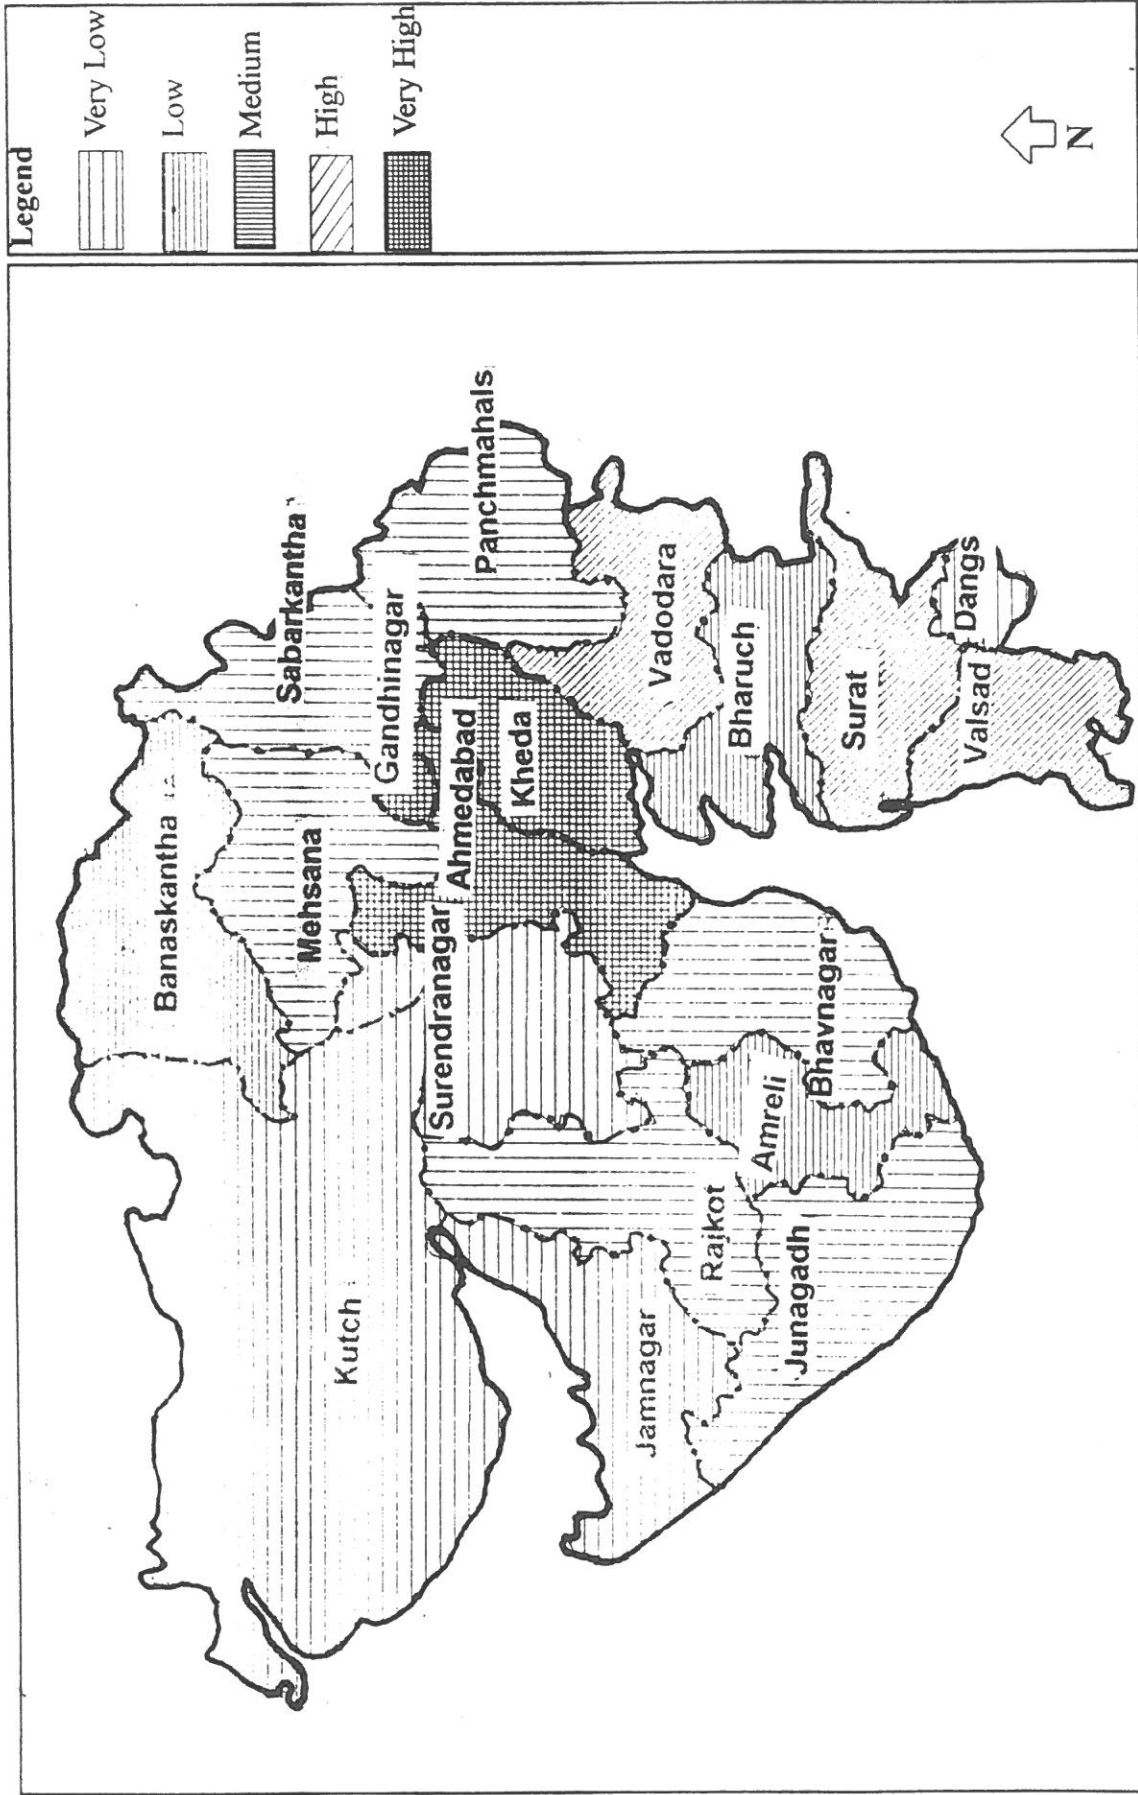 Legend
Very Low
Low
Medium
High
Very High
N
Banaskantha
Kutch
Mehsana
Sabarkantha
Gandhinagar
Panchmahals
Ahmedabad
Surendranagar
Kheda
Jamnagar
Rajkot
Vadodara
Bharuch
Amreli
Bhavnagar
Junagadh
Surat
Valsad
Dangs